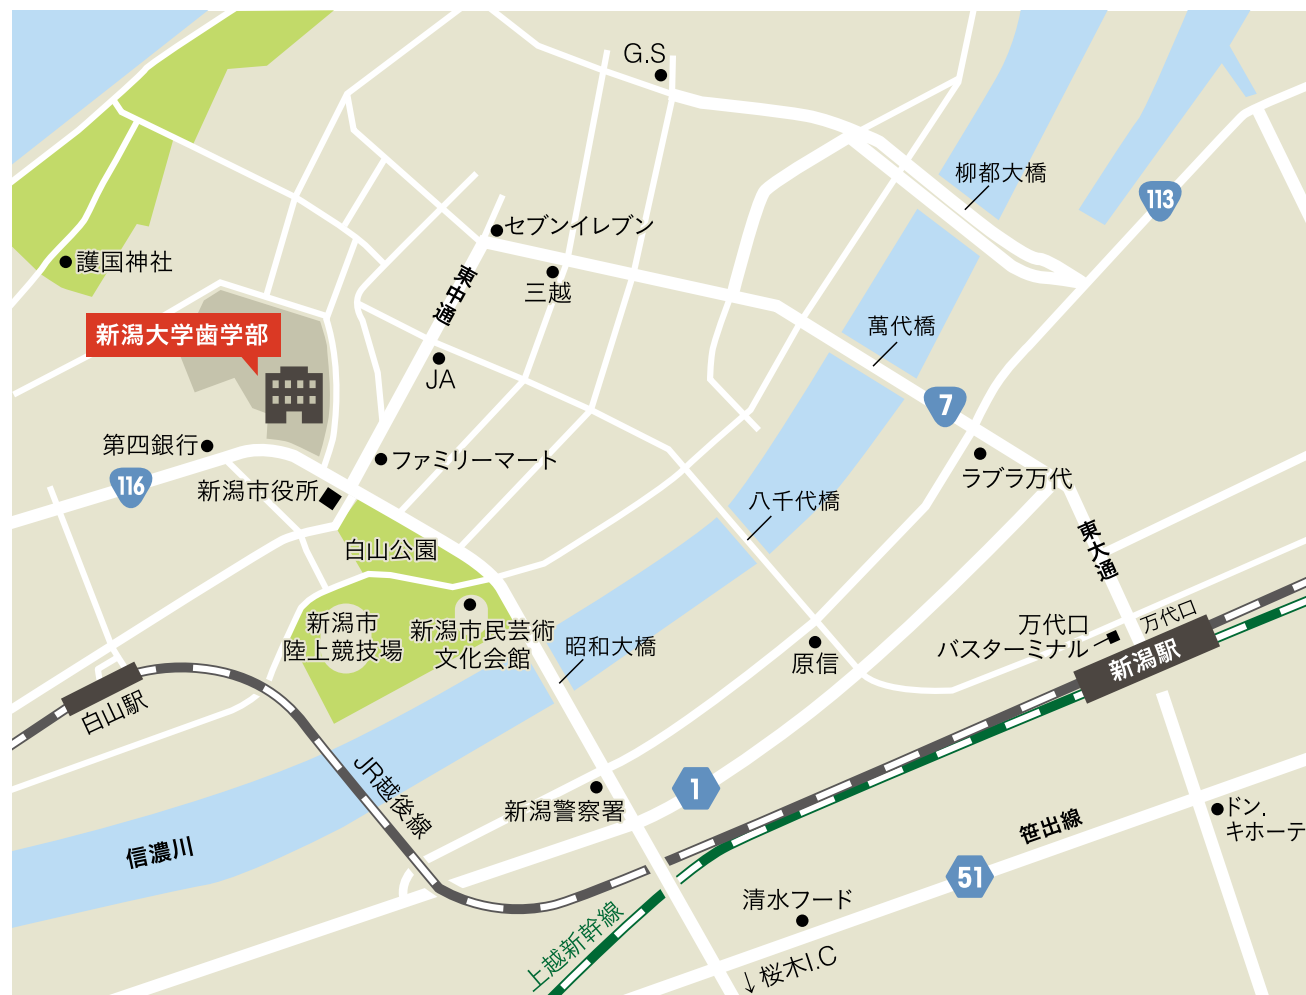 G.S
柳都大橋
113
セブンイレブン
護国神社
三越
東中通
新潟大学歯学部
萬代橋
JA
7
第四銀行
ファミリーマート
ラブラ万代
116
新潟市役所
八千代橋
白山公園
東大通
新潟市
陸上競技場
新潟市民芸術
文化会館
昭和大橋
原信
万代口
バスターミナル
万代口
新潟駅
白山駅
JR越後線
新潟警察署
1
ドン.
キホーテ
笹出線
信濃川
51
清水フード
上越新幹線
↓桜木I.C